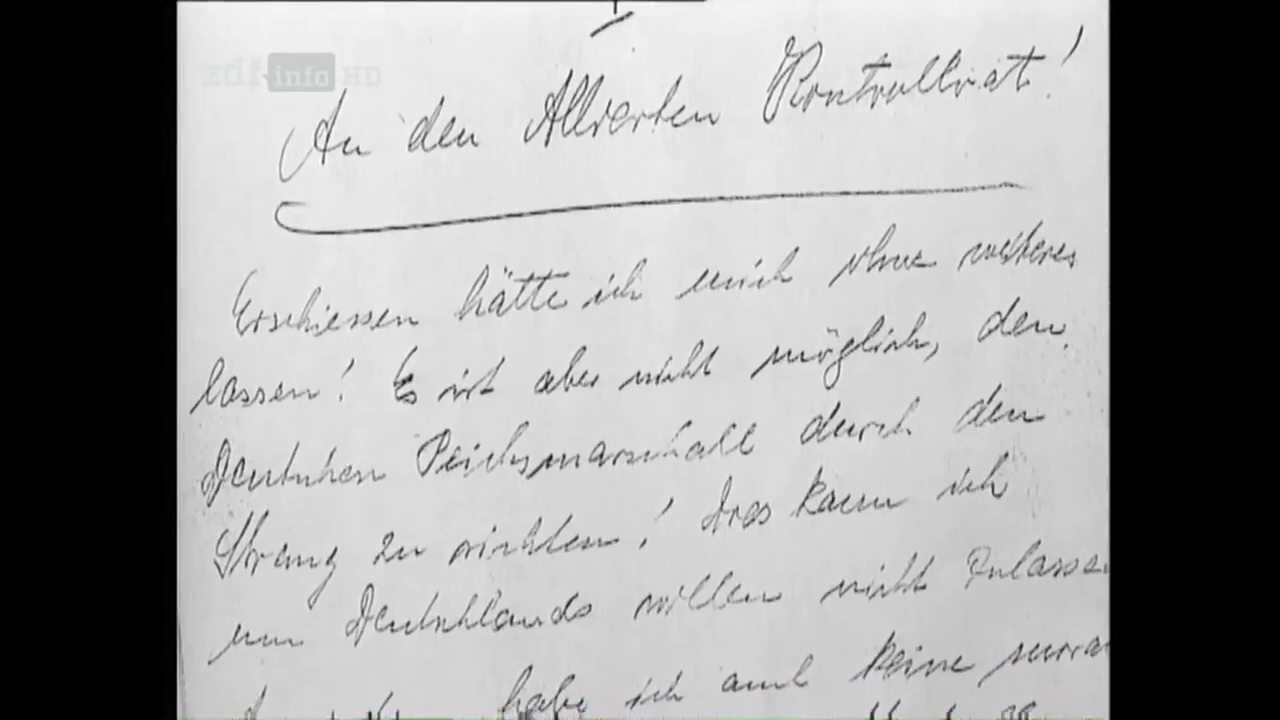 zdf info HD
An den Alliierten Kontrollrat!
Erschiessen hätte ich mich ohne weiteres
lassen! Es ist aber nicht möglich, den
Deutschen Reichsmarschall durch den
Strang zu richten! Dies kann ich
um Deutschlands willen nicht zulassen
habe ich auch keine mora